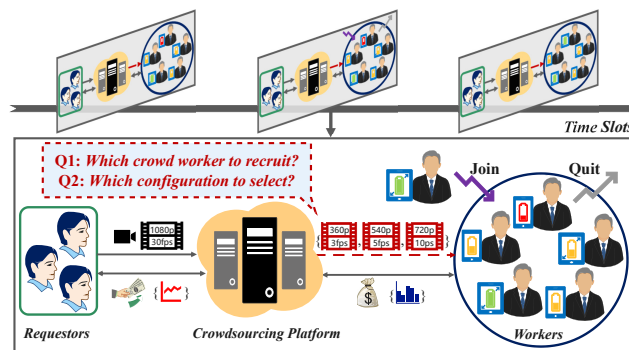 Time Slots
Q1: Which crowd worker to recruit?
Q2: Which configuration to select?
Join
Quit
1080p
30fps
360p
3fps
540p
5fps
720p
10ps
$
Requestors
Crowdsourcing Platform
Workers